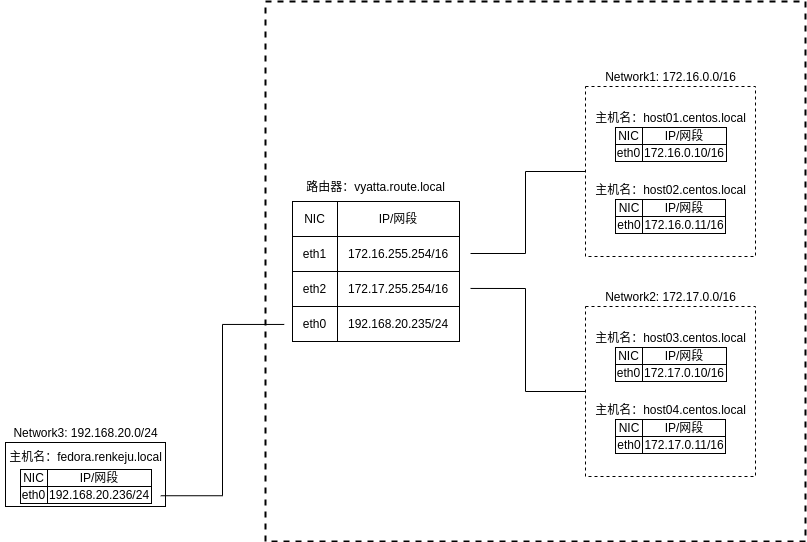 Network1: 172.16.0.0/16
主机名：host01.centos.local
NIC IP/网段
eth0 172.16.0.10/16
主机名：host02.centos.local
NIC IP/网段
eth0 172.16.0.11/16
路由器：vyatta.route.local
NIC IP/网段
eth1 172.16.255.254/16
eth2 172.17.255.254/16
eth0 192.168.20.235/24
Network2: 172.17.0.0/16
主机名：host03.centos.local
NIC IP/网段
eth0 172.17.0.10/16
主机名：host04.centos.local
NIC IP/网段
eth0 172.17.0.11/16
Network3: 192.168.20.0/24
主机名：fedora.renkeju.local
NIC IP/网段
eth0 192.168.20.236/24